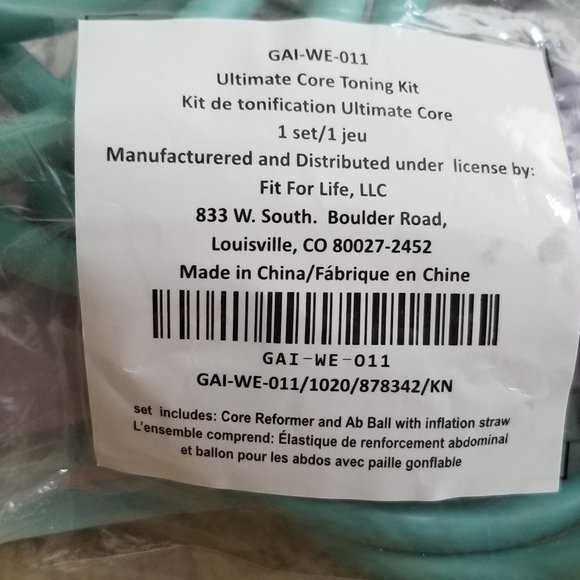 GAI-WE-011
Ultimate Core Toning Kit
Kit de tonification Ultimate Core
1 set/1 jeu
Manufacturered and Distributed under license by:
Fit For Life, LLC
833 W. South. Boulder Road,
Louisville, CO 80027-2452
Made in China/Fábrique en Chine
GAI-WE-011
GAI-WE-011/1020/878342/KN
set includes: Core Reformer and Ab Ball with inflation straw
L'ensemble comprend: Élastique de renforcement abdominal
et ballon pour les abdos avec paille gonflable